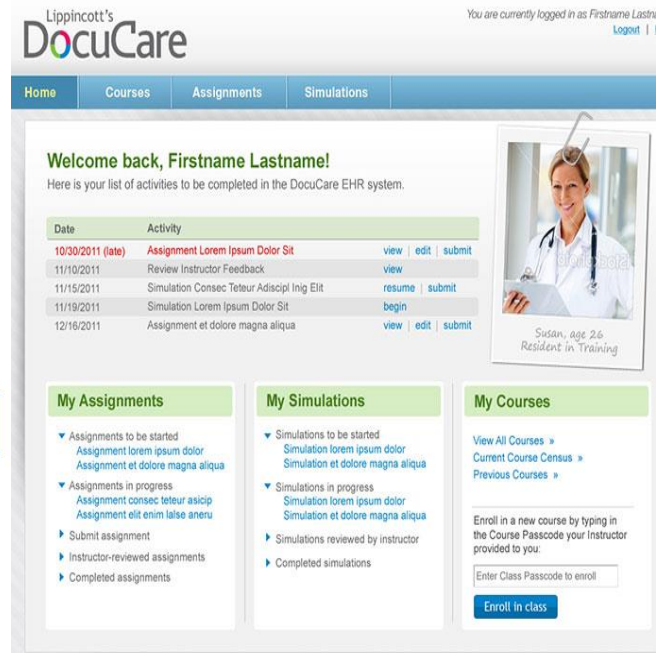 Lippincott's
DocuCare
You are currently logged in as Firstname
Logout |
Home Courses Assignments Simulations
Welcome back, Firstname Lastname!
Here is your list of activities to be completed in the DocuCare EHR system.
Date Activity
10/30/2011 (late) Assignment Lorem Ipsum Dolor Sit view | edit | submit
11/10/2011 Review Instructor Feedback view
11/15/2011 Simulation Consec Teteur Adiscipl Inig Elit resume | submit
11/19/2011 Simulation Lorem Ipsum Dolor Sit begin
12/16/2011 Assignment et dolore magna aliqua view | edit | submit
Susan, age 26
Resident in Training
My Assignments
Assignments to be started
Assignment lorem ipsum dolor
Assignment et dolore magna aliqua
Assignments in progress
Assignment consec teteur asicip
Assignment elit enim lalse aneru
Submit assignment
Instructor-reviewed assignments
Completed assignments
My Simulations
Simulations to be started
Simulation lorem ipsum dolor
Simulation et dolore magna aliqua
Simulations in progress
Simulation lorem ipsum dolor
Simulation et dolore magna aliqua
Simulations reviewed by instructor
Completed simulations
My Courses
View All Courses »
Current Course Census »
Previous Courses »
Enroll in a new course by typing in
the Course Passcode your Instructor
provided to you:
Enter Class Passcode to enroll
Enroll in class